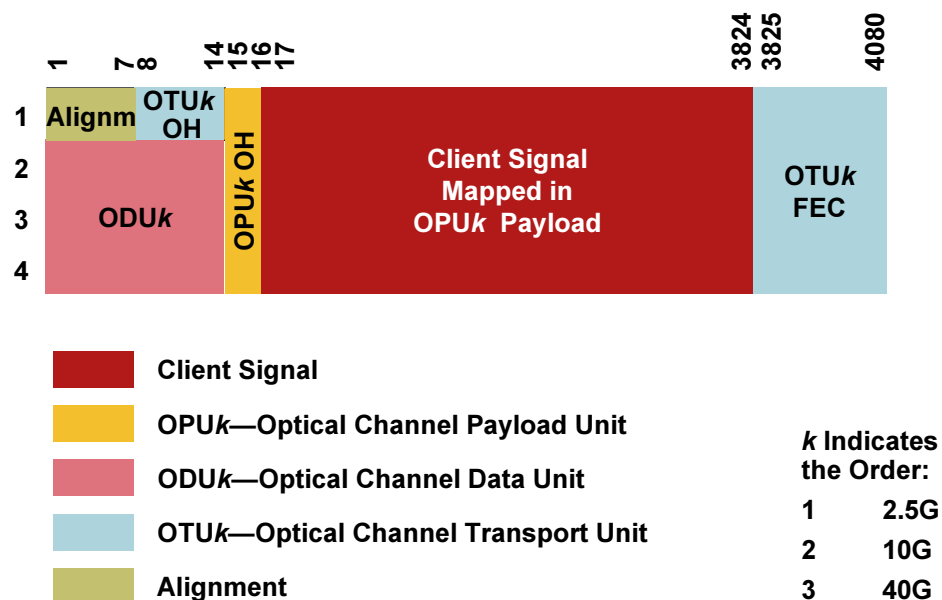 1 7 8 14 15 16 17 3824 3825 4080
1
2
3
4
Alignm
OTUk
OH
ODUk
OPUk OH
Client Signal
Mapped in
OPUk Payload
OTUk
FEC
Client Signal
OPUk—Optical Channel Payload Unit
ODUk—Optical Channel Data Unit
OTUk—Optical Channel Transport Unit
Alignment
k Indicates
the Order:
1 2.5G
2 10G
3 40G